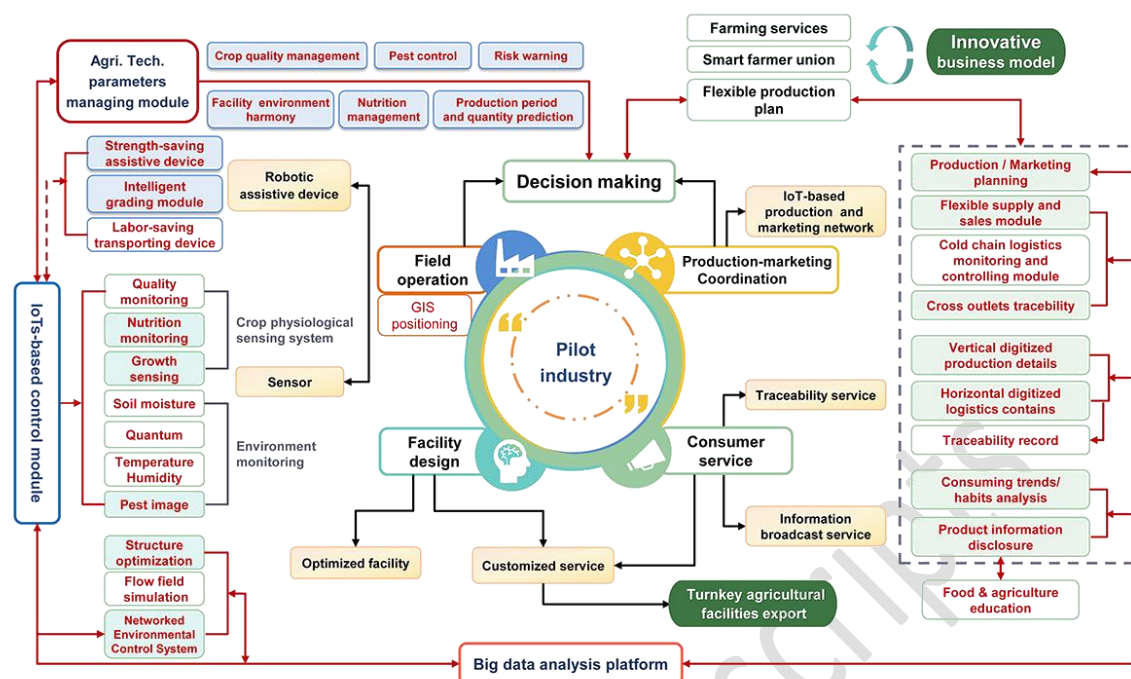 Agri. Tech.
parameters
managing module
Crop quality management
Pest control
Risk warning
Facility environment
harmony
Nutrition
management
Production period
and quantity prediction
Farming services
Smart farmer union
Flexible production
plan
Innovative
business model
Strength-saving
assistive device
Intelligent
grading module
Labor-saving
transporting device
Robotic
assistive device
Decision making
IoT-based
production and
marketing network
Field
operation
GIS
positioning
Production-marketing
Coordination
Production / Marketing
planning
Flexible supply and
sales module
Cold chain logistics
monitoring and
controlling module
Cross outlets tracebility
IoTs-based control module
Quality
monitoring
Nutrition
monitoring
Growth
sensing
Crop physiological
sensing system
Sensor
Soil moisture
Quantum
Temperature
Humidity
Pest image
Environment
monitoring
Pilot
industry
Vertical digitized
production details
Horizontal digitized
logistics contains
Traceability record
Traceability service
Facility
design
Consumer
service
Consuming trends/
habits analysis
Product information
disclosure
Information
broadcast service
Optimized facility
Customized service
Structure
optimization
Flow field
simulation
Networked
Environmental
Control System
Turnkey agricultural
facilities export
Food & agriculture
education
Big data analysis platform
scripts